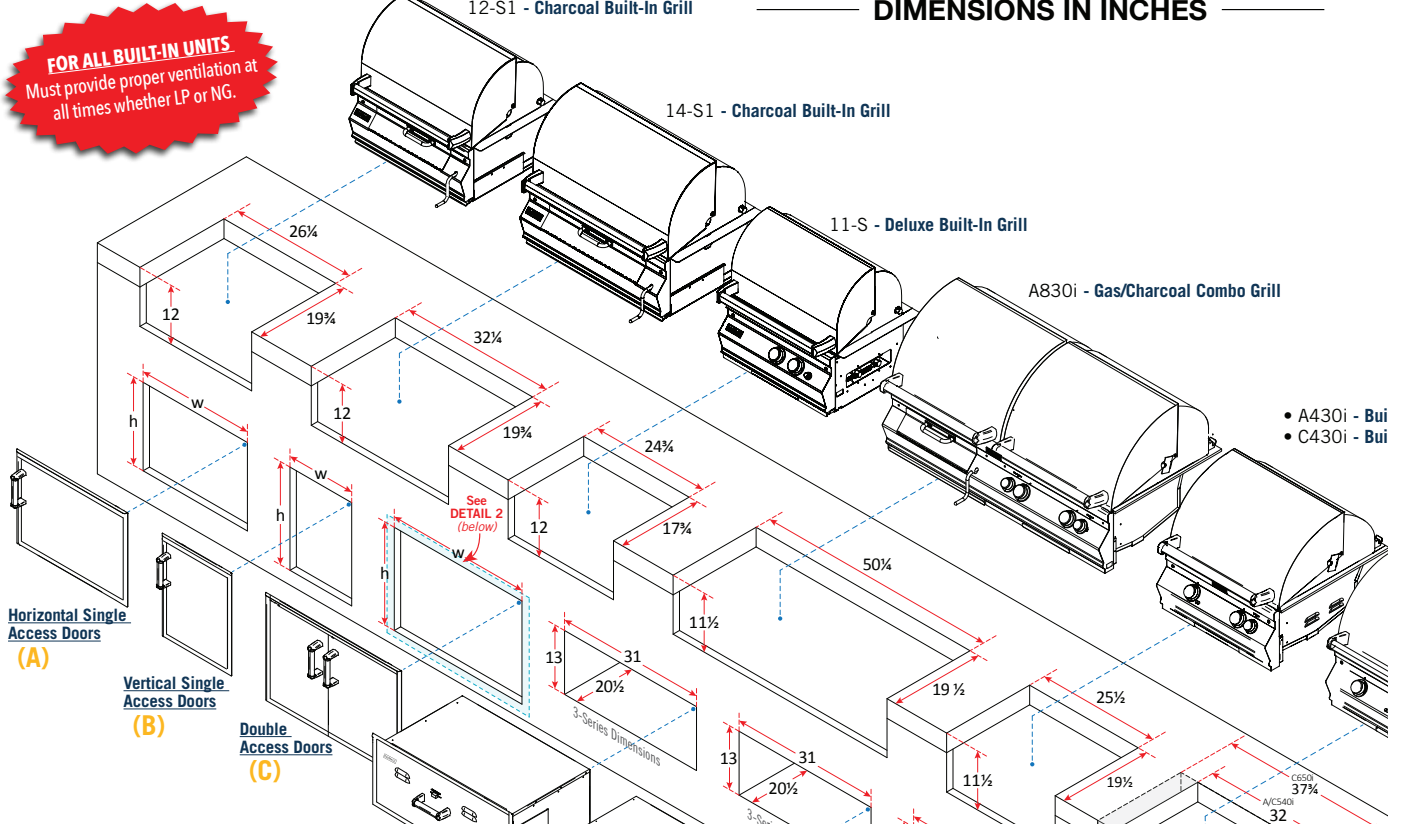 12-S1 - Charcoal Built-In Grill
DIMENSIONS IN INCHES
FOR ALL BUILT-IN UNITS
Must provide proper ventilation at
all times whether LP or NG.
14-S1 - Charcoal Built-In Grill
11-S - Deluxe Built-In Grill
A830i - Gas/Charcoal Combo Grill
• A430i - Bui
• C430i - Bui
26¼
12
19¾
32¼
12
19¾
24¾
12
17¾
50¼
11½
19 ½
25½
11½
19½
C650i
37¾
A/C540i
32
w
h
w
h
w
h
See
DETAIL 2
(below)
13
31
20½
3-Series Dimensions
13
31
20½
3-Se
Horizontal Single
Access Doors
(A)
Vertical Single
Access Doors
(B)
Double
Access Doors
(C)